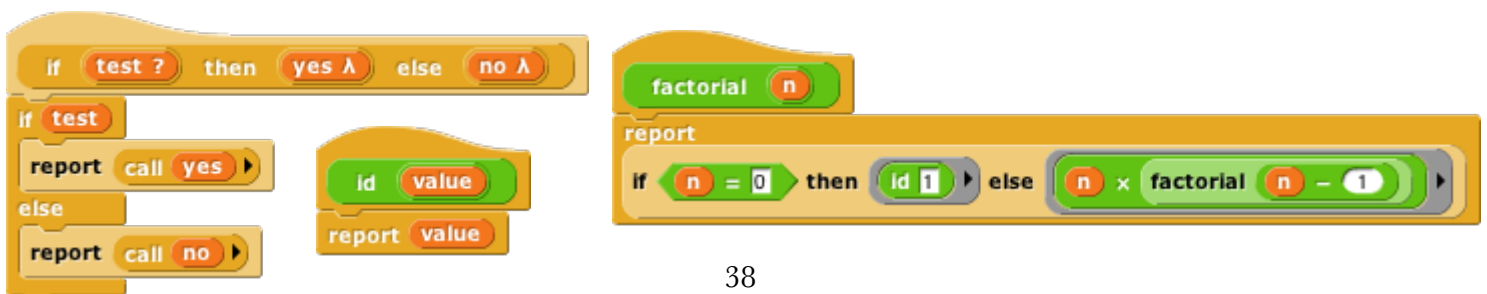 if test ? then yes λ else no λ
if test
report call yes
else
report call no
id value
report value
factorial n
report
if n = 0 then id 1 else n × factorial n − 1
38